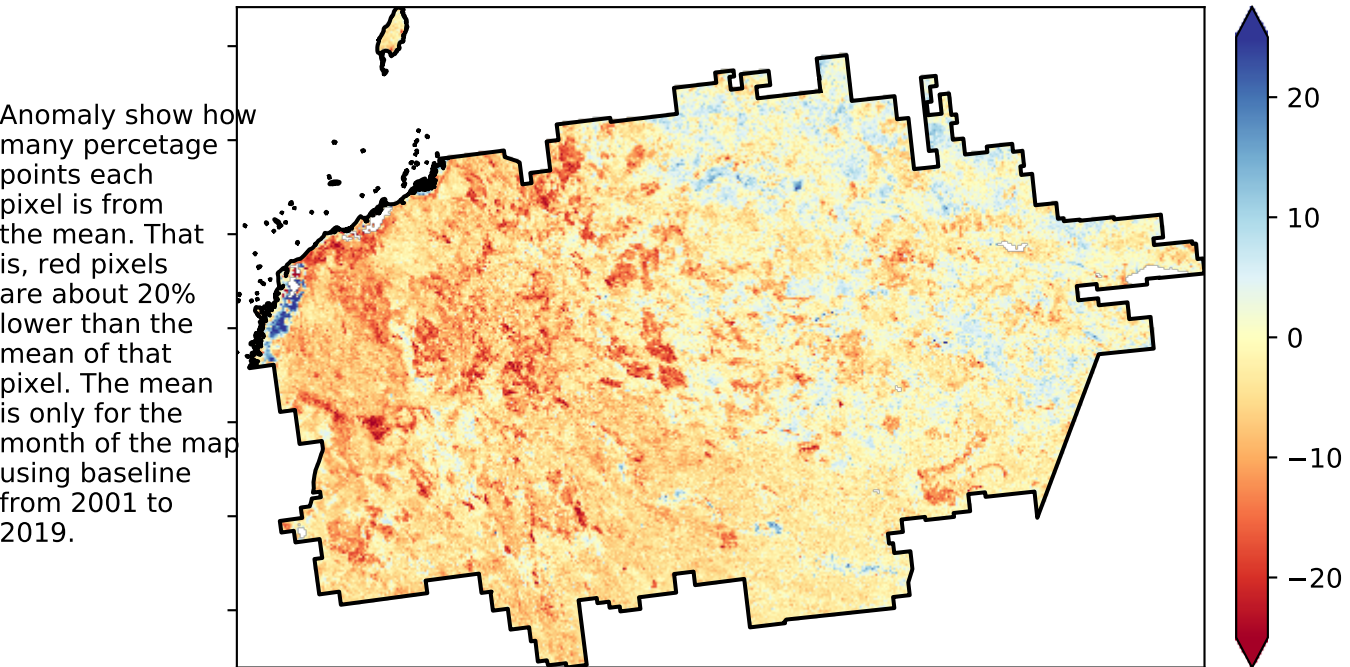 Anomaly show how
many percetage
points each
pixel is from
the mean. That
is, red pixels
are about 20%
lower than the
mean of that
pixel. The mean
is only for the
month of the map
using baseline
from 2001 to
2019.
20
10
0
−10
−20